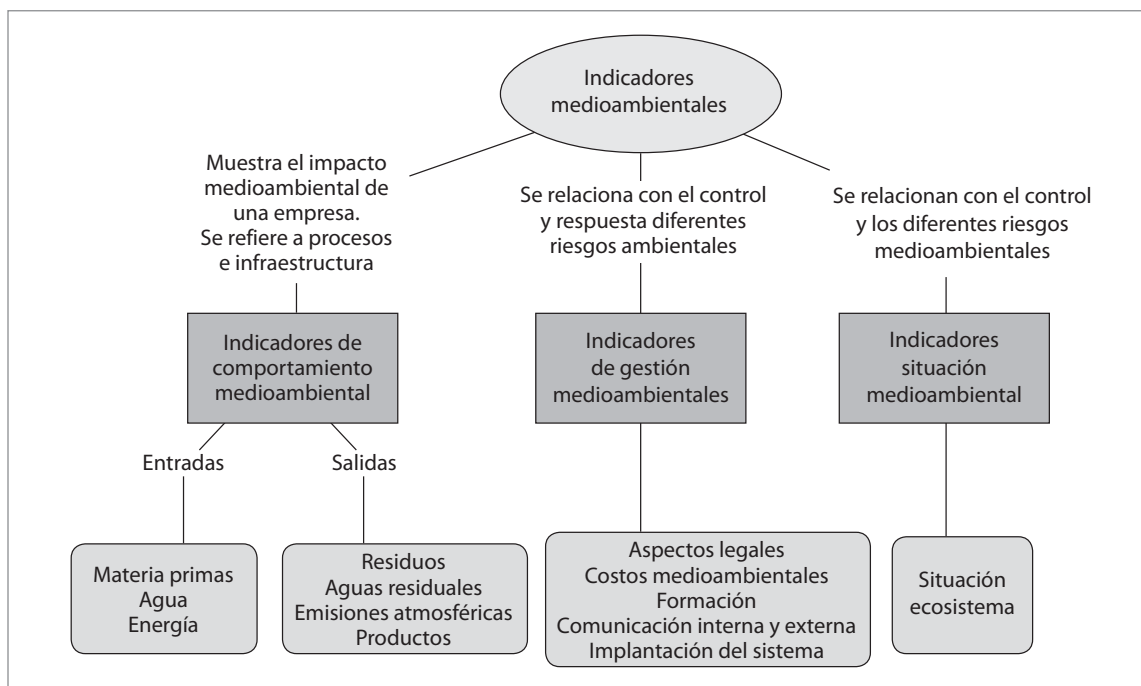 Indicadores
medioambientales
Muestra el impacto
medioambiental de
una empresa.
Se refiere a procesos
e infraestructura
Se relaciona con el control
y respuesta diferentes
riesgos ambientales
Se relacionan con el control
y los diferentes riesgos
medioambientales
Indicadores de
comportamiento
medioambiental
Indicadores
de gestión
medioambientales
Indicadores
situación
medioambiental
Entradas
Salidas
Materia primas
Agua
Energía
Residuos
Aguas residuales
Emisiones atmosféricas
Productos
Aspectos legales
Costos medioambientales
Formación
Comunicación interna y externa
Implantación del sistema
Situación
ecosistema